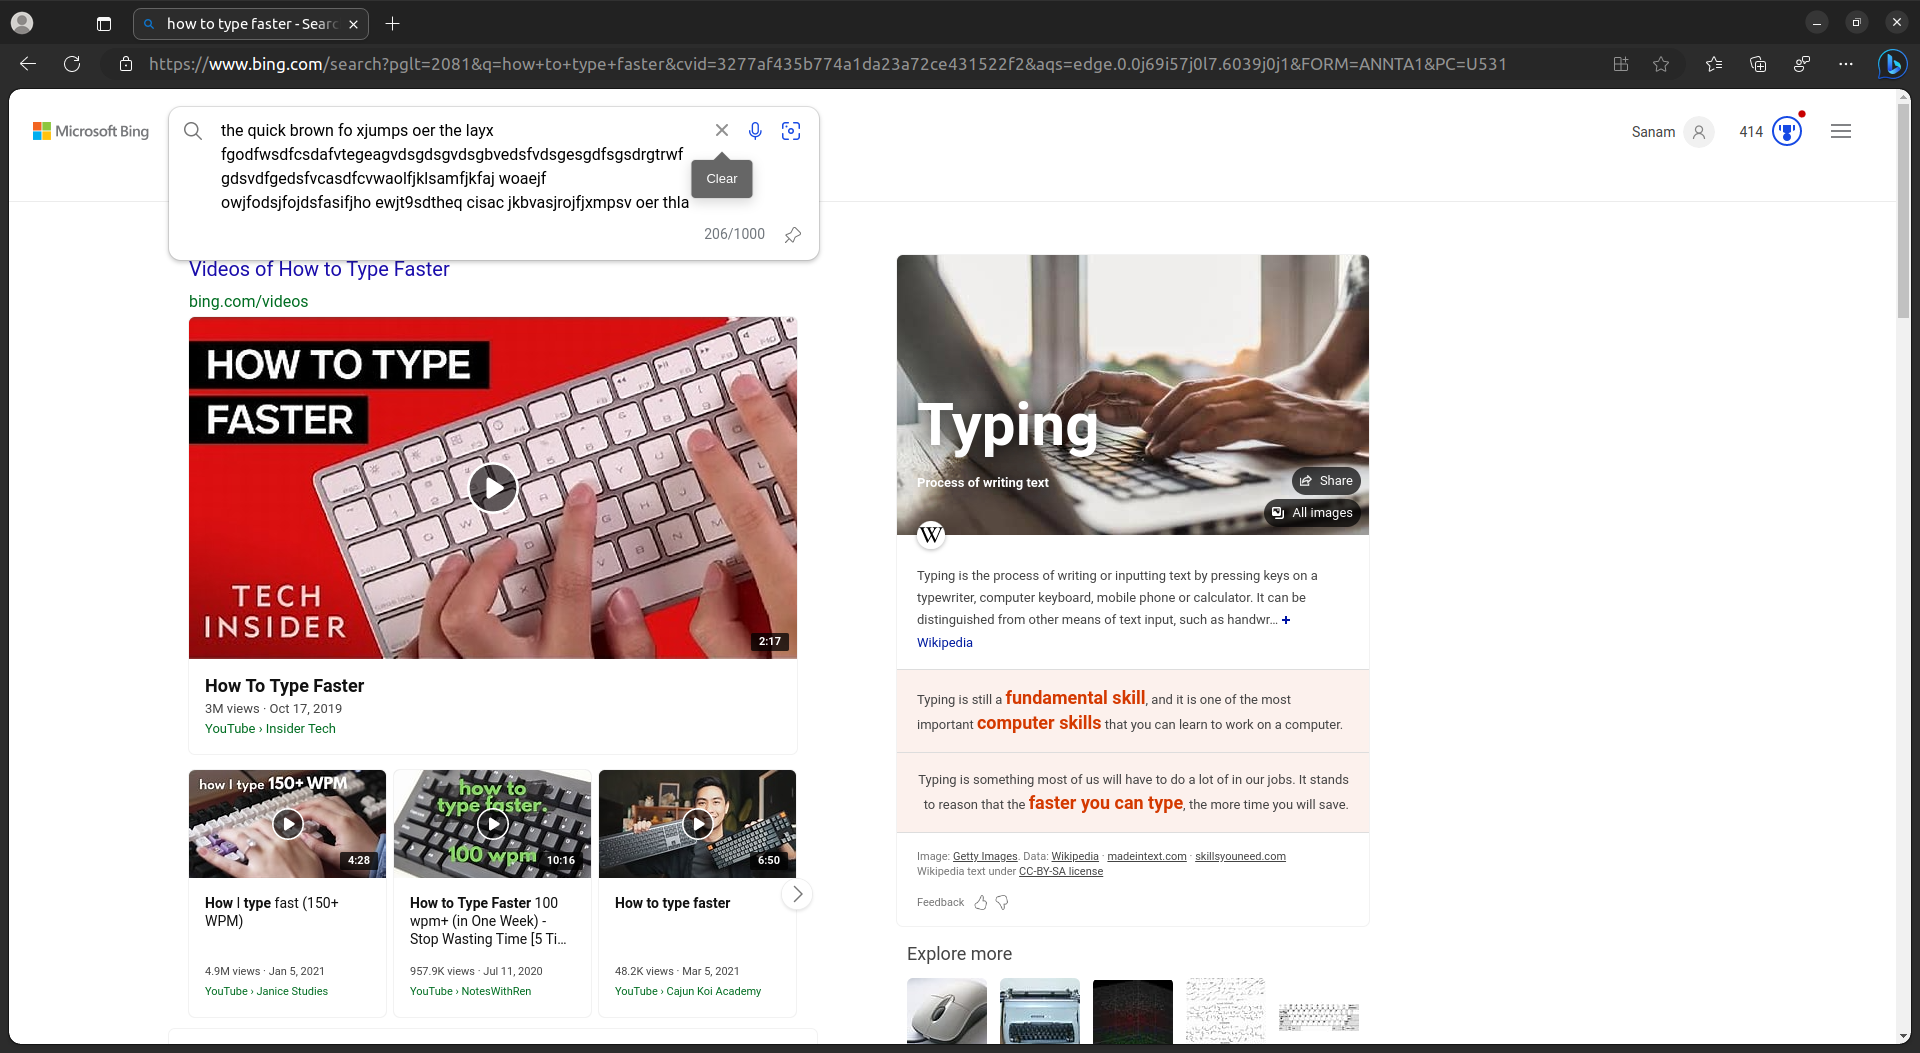 how to type faster - Sear
https://www.bing.com/search?pglt=2081&q=how+to+type+faster&cvid=3277af435b774a1da23a72ce431522f2&aqs=edge.0.0j69i57j0l7.6039j0j1&FORM=ANNTA1&PC=U531
Microsoft Bing
the quick brown fo xjumps oer the layx
fgodfwsdfcsdafvtegeagvdsgdsgvdsgbvedsfvdsgesgdfsgsdrgtrwf
gdsvdfgedsfvcasdfcvwaolfjklsamfjkfaj woaejf
owjfodsjfojdsfasifjho ewjt9sdtheq cisac jkbvasjrojfjxmpsv oer thla
Clear
206/1000
Sanam
414
Videos of How to Type Faster
bing.com/videos
HOW TO TYPE
FASTER
TECH
INSIDER
2:17
How To Type Faster
3M views · Oct 17, 2019
YouTube › Insider Tech
how I type 150+ WPM
4:28
How I type fast (150+
WPM)
4.9M views · Jan 5, 2021
YouTube › Janice Studies
how to
type faster.
100 wpm
10:16
How to Type Faster 100
wpm+ (in One Week) -
Stop Wasting Time [5 Ti...
957.9K views · Jul 11, 2020
YouTube › NotesWithRen
6:50
How to type faster
48.2K views · Mar 5, 2021
YouTube › Cajun Koi Academy
Typing
Process of writing text
Share
All images
W
Typing is the process of writing or inputting text by pressing keys on a
typewriter, computer keyboard, mobile phone or calculator. It can be
distinguished from other means of text input, such as handwr... +
Wikipedia
Typing is still a fundamental skill, and it is one of the most
important computer skills that you can learn to work on a computer.
Typing is something most of us will have to do a lot of in our jobs. It stands
to reason that the faster you can type, the more time you will save.
Image: Getty Images. Data: Wikipedia · madeintext.com · skillsyouneed.com
Wikipedia text under CC-BY-SA license
Feedback
Explore more